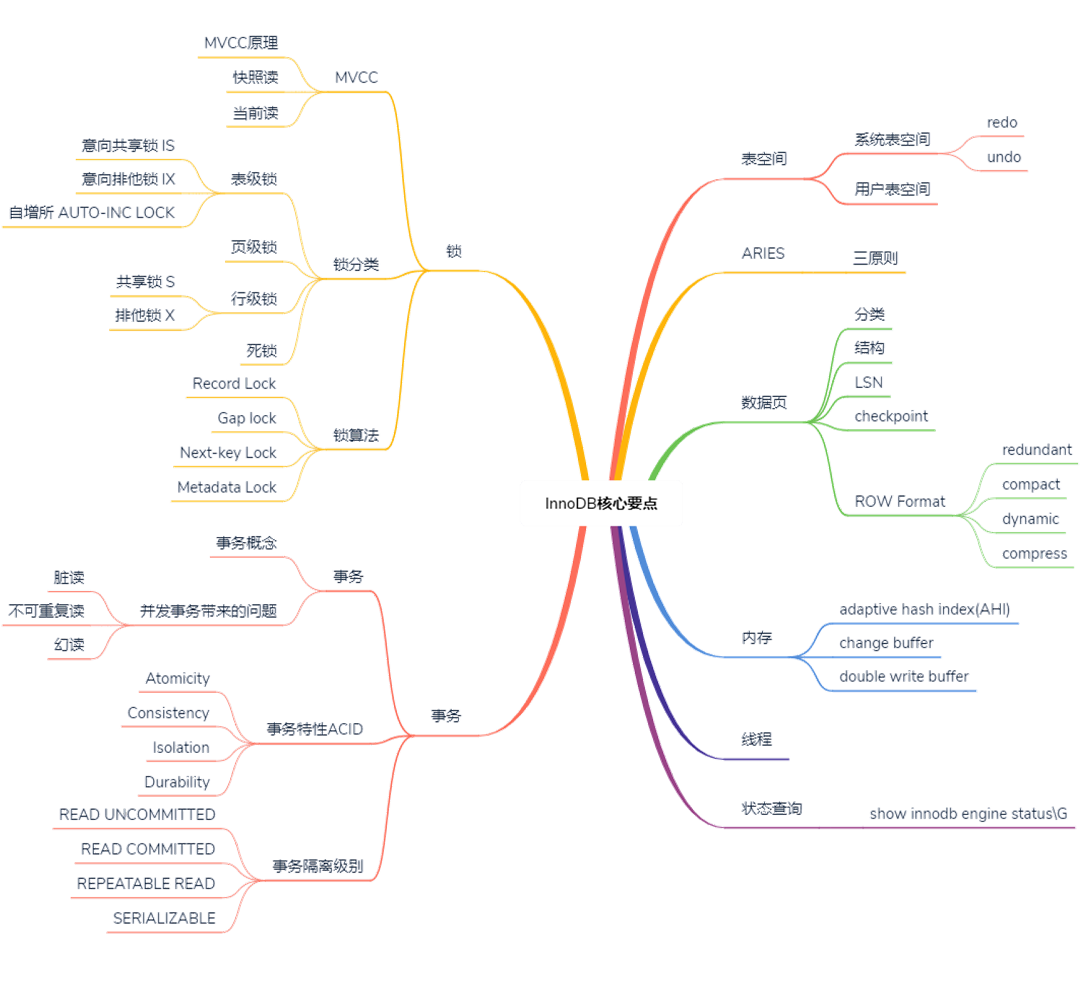 InnoDB核心要点
锁
MVCC
MVCC原理
快照读
当前读
锁分类
表级锁
意向共享锁 IS
意向排他锁 IX
自增所 AUTO-INC LOCK
页级锁
行级锁
共享锁 S
排他锁 X
死锁
锁算法
Record Lock
Gap lock
Next-key Lock
Metadata Lock
事务
事务
事务概念
并发事务带来的问题
脏读
不可重复读
幻读
事务特性ACID
Atomicity
Consistency
Isolation
Durability
事务隔离级别
READ UNCOMMITTED
READ COMMITTED
REPEATABLE READ
SERIALIZABLE
表空间
系统表空间
redo
undo
用户表空间
ARIES
三原则
数据页
分类
结构
LSN
checkpoint
ROW Format
redundant
compact
dynamic
compress
内存
adaptive hash index(AHI)
change buffer
double write buffer
线程
状态查询
show innodb engine status\G